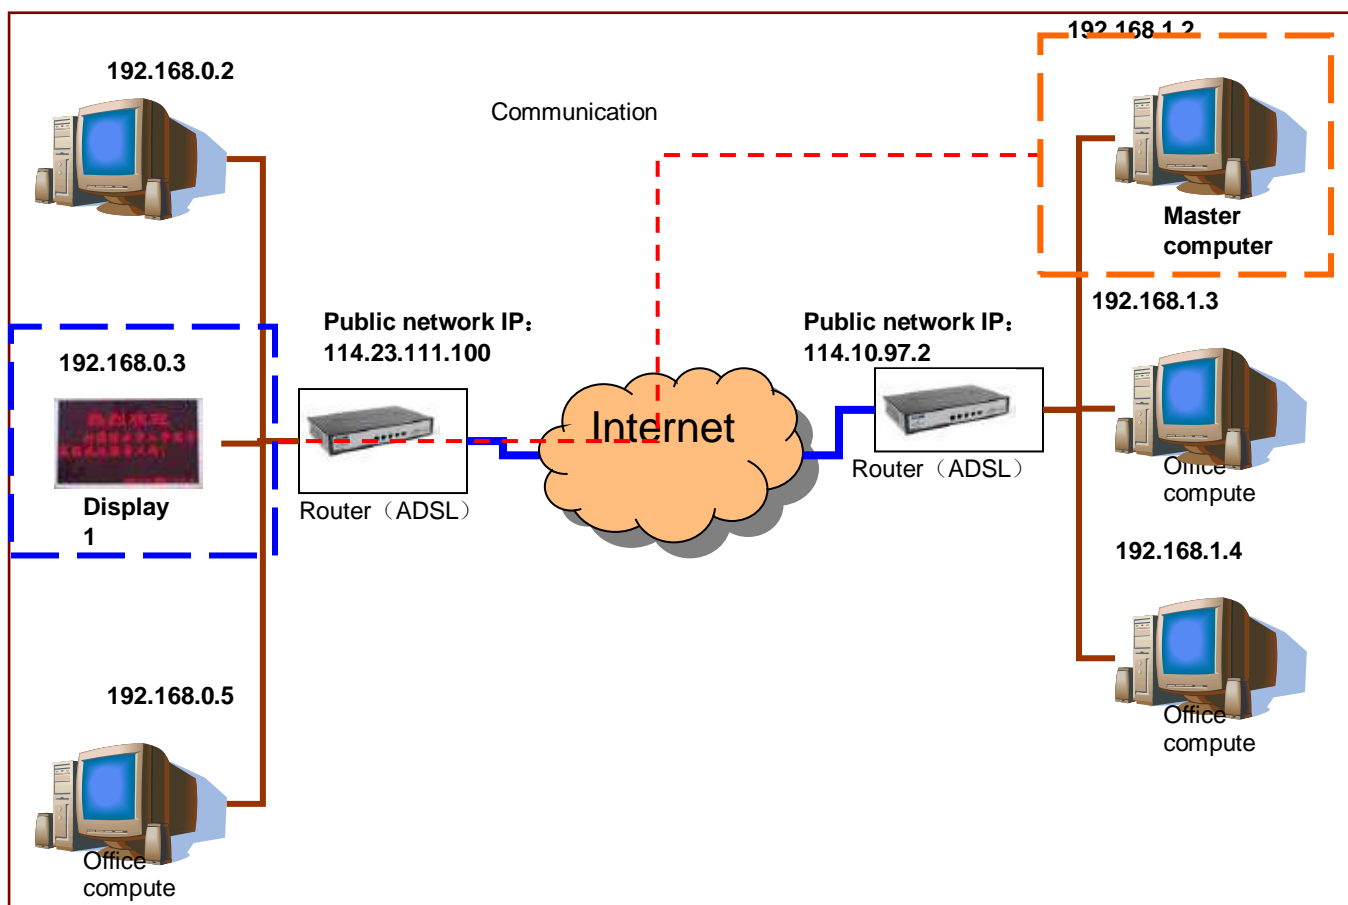 192.168.1.2
192.168.0.2
Communication
Master
computer
192.168.1.3
Public network IP：
114.23.111.100
Public network IP：
114.10.97.2
192.168.0.3
Internet
Display
1
Router（ADSL）
Router（ADSL）
Office
compute
192.168.1.4
192.168.0.5
Office
compute
Office
compute